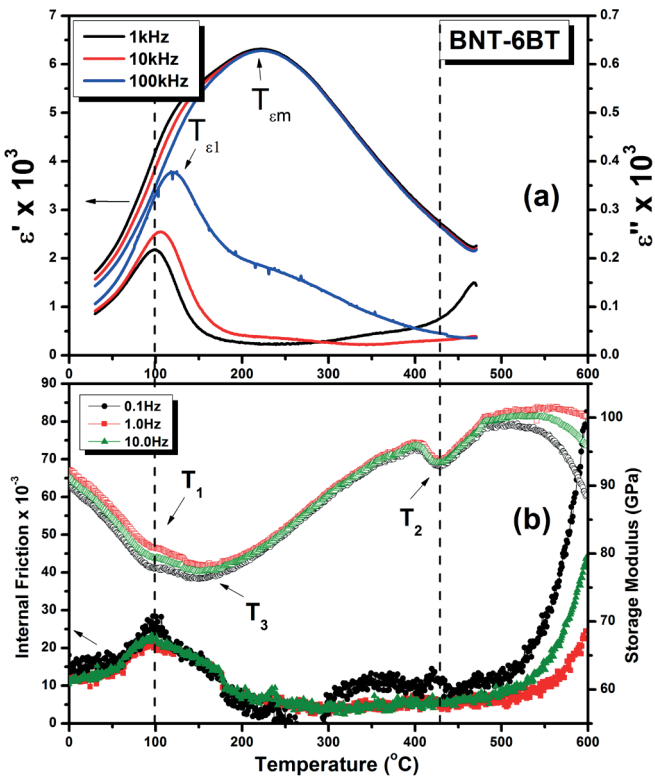 BNT-6BT
1kHz
10kHz
100kHz
T εm
T ε1
(a)
ε' x 10³
ε'' x 10³
7
6
5
4
3
2
1
0
0.7
0.6
0.5
0.4
0.3
0.2
0.1
0.0
0 100 200 300 400 500 600
0.1Hz
1.0Hz
10.0Hz
T₁
T₂
T₃
(b)
Internal Friction x 10⁻³
Storage Modulus (GPa)
90
80
70
60
50
40
30
20
10
0
100
90
80
70
60
0 100 200 300 400 500 600
Temperature (°C)